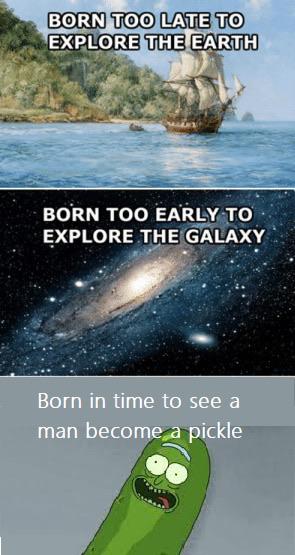 BORN TOO LATE TO
EXPLORE THE EARTH
BORN TOO EARLY TO
EXPLORE THE GALAXY
Born in time to see a
man become a pickle